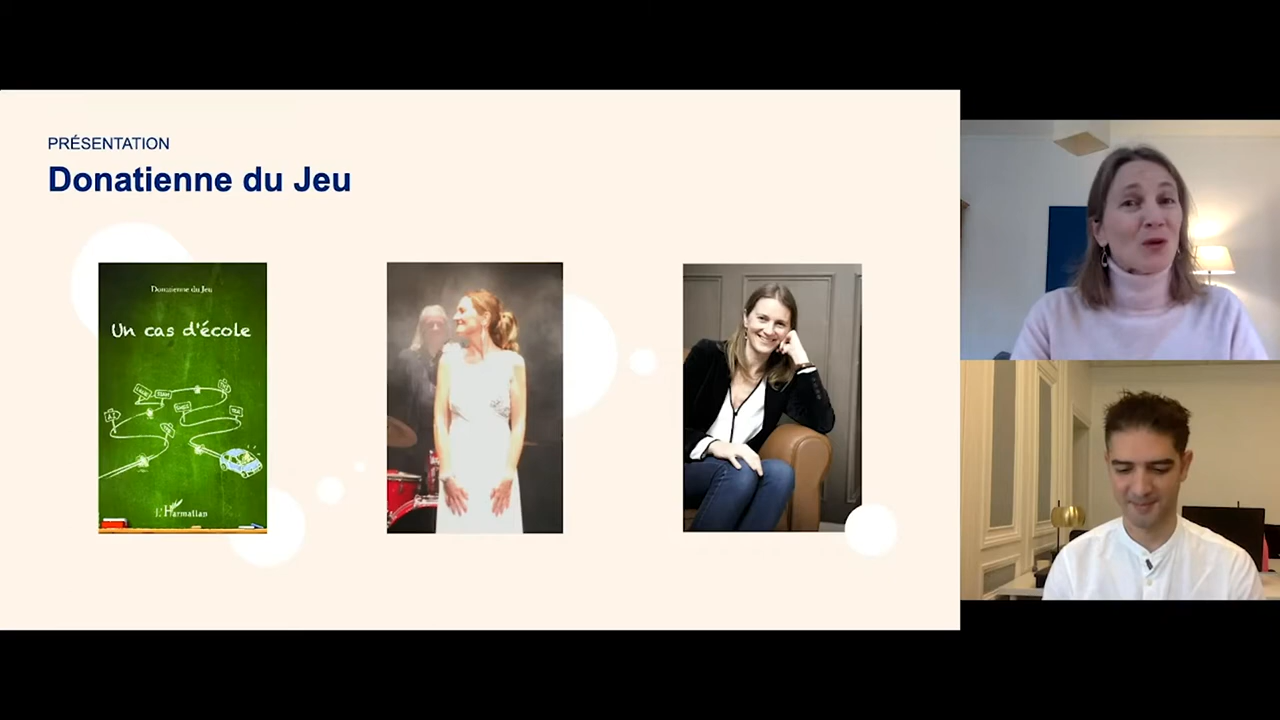 PRÉSENTATION
Donatienne du Jeu
Donatienne du Jeu
Un cas d'école
L'Harmattan